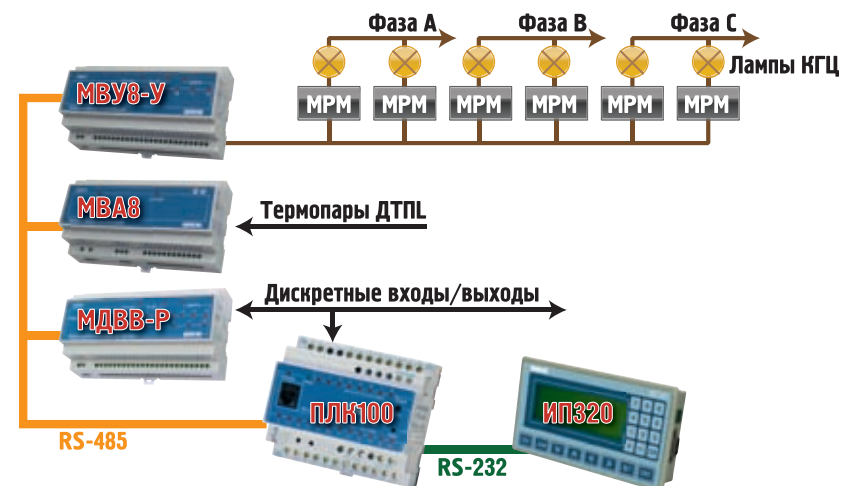 Фаза A Фаза B Фаза C
Лампы КГЦ
МВУ8-У
МРМ МРМ МРМ МРМ МРМ МРМ
МВА8
Термопары ДТПL
Дискретные входы/выходы
МДВВ-Р
ПЛК100
ИП320
RS-485
RS-232